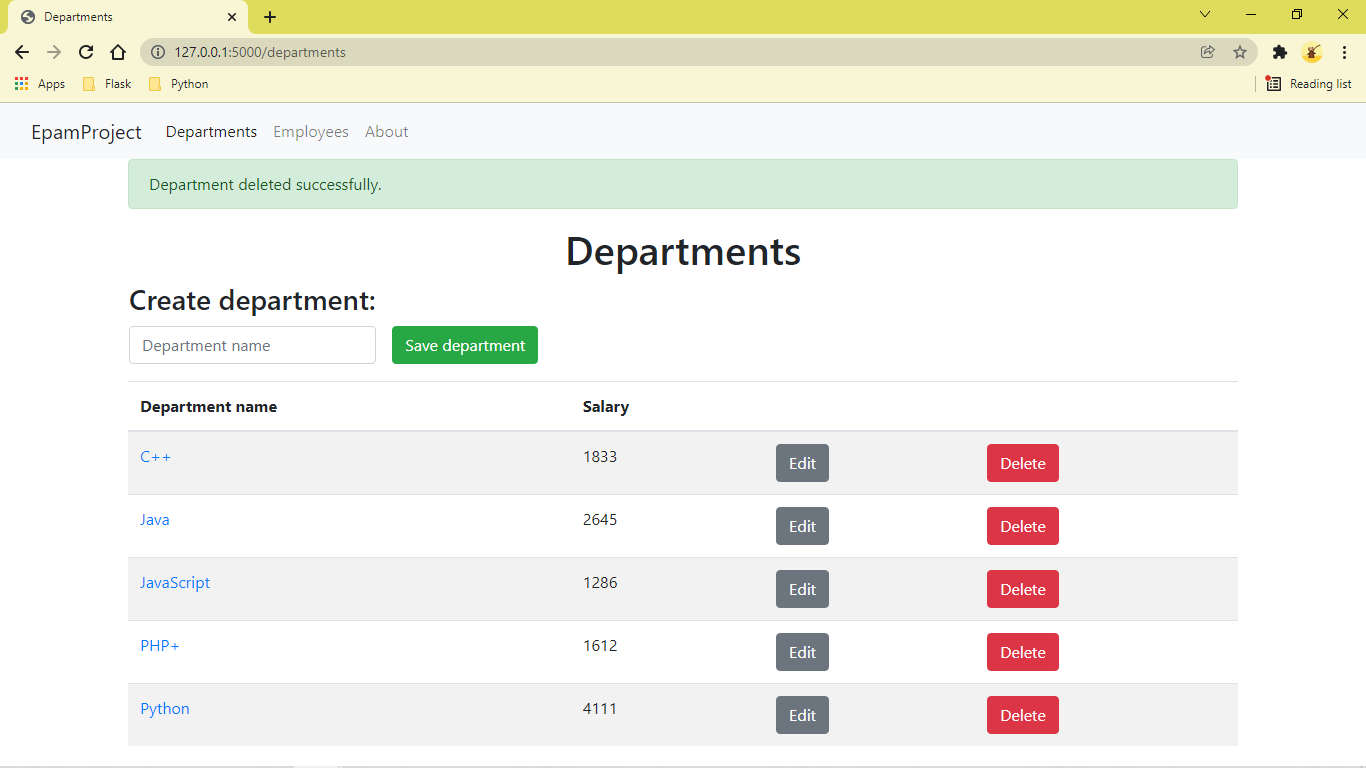 Departments
127.0.0.1:5000/departments
Apps Flask Python Reading list
EpamProject Departments Employees About
Department deleted successfully.
Departments
Create department:
Department name Save department
Department name Salary
C++ 1833 Edit Delete
Java 2645 Edit Delete
JavaScript 1286 Edit Delete
PHP+ 1612 Edit Delete
Python 4111 Edit Delete